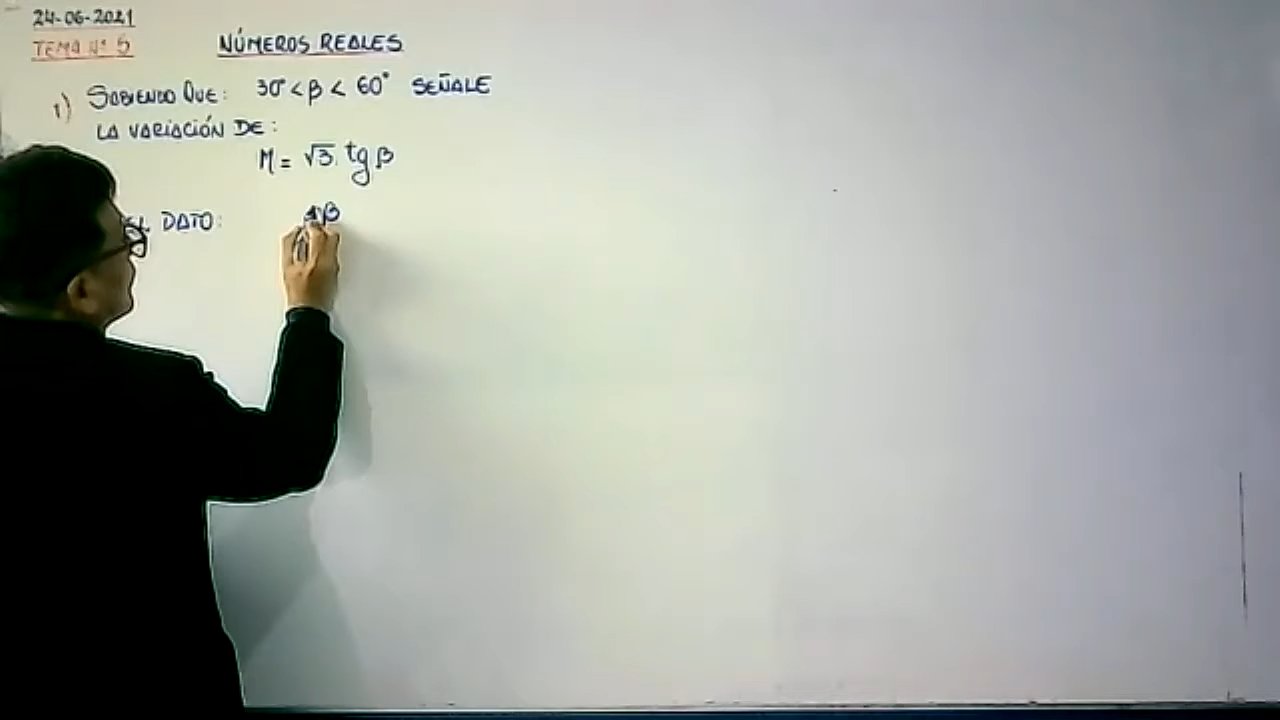 24-06-2021
TEMA Nº 5
NÚMEROS REALES
1) SABIENDO QUE: 30° < β < 60° SEÑALE
LA VARIACIÓN DE:
M = √3. tg β
EL DATO: β